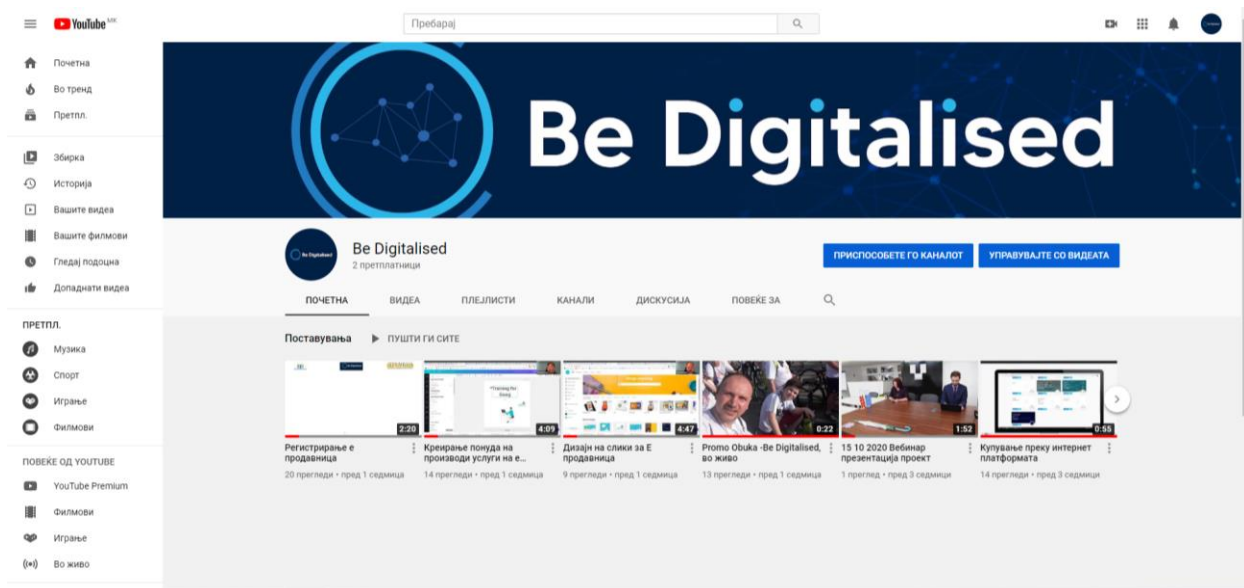 YouTube MK
Пребарај
Почетна
Во тренд
Претпл.
Збирка
Историја
Вашите видеа
Вашите филмови
Гледај подоцна
Допаднати видеа
ПРЕТПЛ.
Музика
Спорт
Играње
Филмови
ПОВЕЌЕ ОД YOUTUBE
YouTube Premium
Филмови
Играње
Во живо
Be Digitalised
Be Digitalised
Be Digitalised
2 претплатници
ПРИСПОСОБЕТЕ ГО КАНАЛОТ
УПРАВУВАЈТЕ СО ВИДЕАТА
ПОЧЕТНА ВИДЕА ПЛЕЈЛИСТИ КАНАЛИ ДИСКУСИЈА ПОВЕЌЕ ЗА
Поставувања ПУШТИ ГИ СИТЕ
2:20
Регистрирање е
продавница
20 прегледи • пред 1 седмица
4:09
Креирање понуда на
производи услуги на е...
14 прегледи • пред 1 седмица
4:47
Дизајн на слики за Е
продавница
9 прегледи • пред 1 седмица
0:22
Promo Obuka -Be Digitalised,
во живо
13 прегледи • пред 1 седмица
1:52
15 10 2020 Вебинар
презентација проект
1 преглед • пред 3 седмици
0:55
Купување преку интернет
платформата
14 прегледи • пред 3 седмици